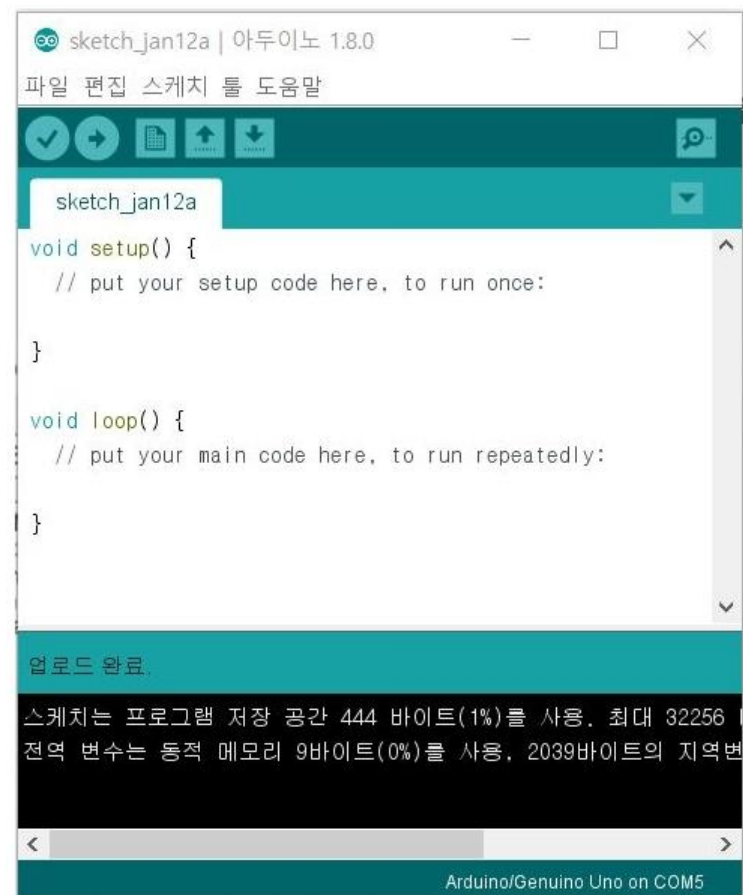 sketch_jan12a | 아두이노 1.8.0
파일 편집 스케치 툴 도움말
sketch_jan12a
void setup() {
// put your setup code here, to run once:
}
void loop() {
// put your main code here, to run repeatedly:
}
업로드 완료.
스케치는 프로그램 저장 공간 444 바이트(1%)를 사용. 최대 32256
전역 변수는 동적 메모리 9바이트(0%)를 사용, 2039바이트의 지역변
Arduino/Genuino Uno on COM5